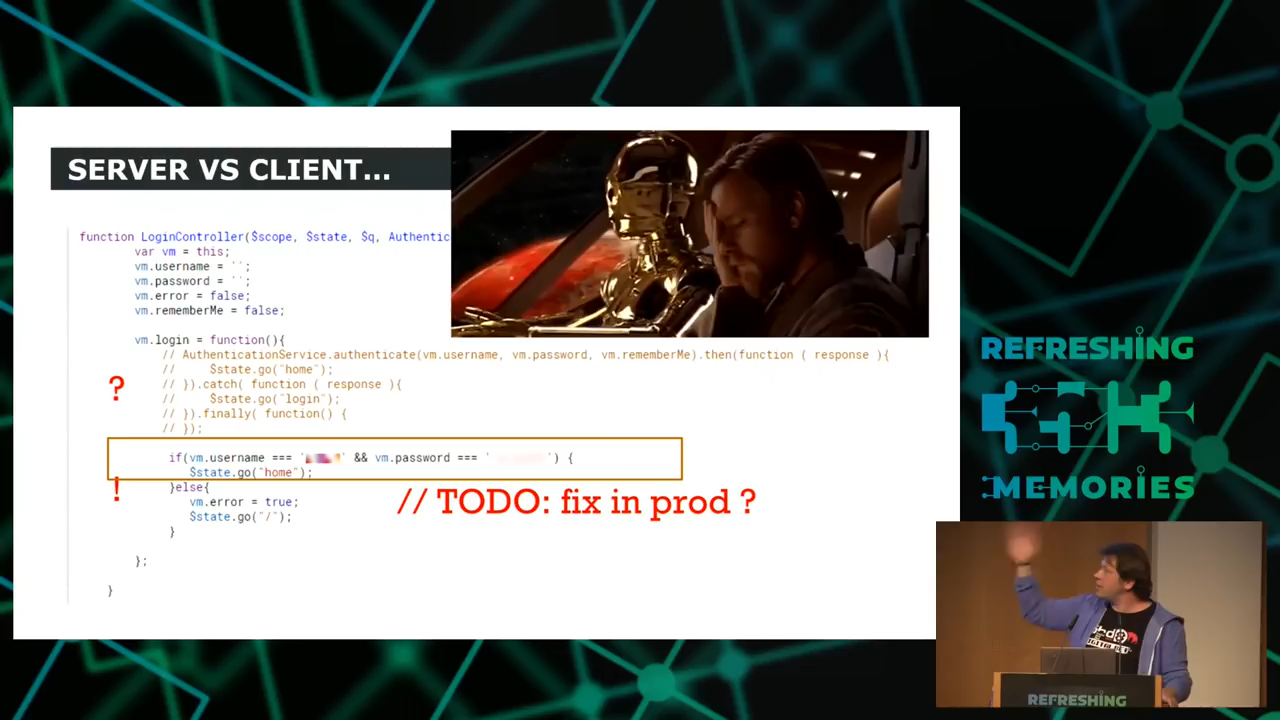 SERVER VS CLIENT...
function LoginController($scope, $state, $q, Authentic
var vm = this;
vm.username = '';
vm.password = '';
vm.error = false;
vm.rememberMe = false;
vm.login = function(){
// AuthenticationService.authenticate(vm.username, vm.password, vm.rememberMe).then(function ( response ){
// $state.go("home");
// }).catch( function ( response ){
// $state.go("login");
// }).finally( function() {
// });
?
if(vm.username === ' ' && vm.password === ' ') {
$state.go("home");
}else{
!
vm.error = true;
// TODO: fix in prod ?
$state.go("/");
}
};
}
REFRESHING
MEMORIES
REFRESHING